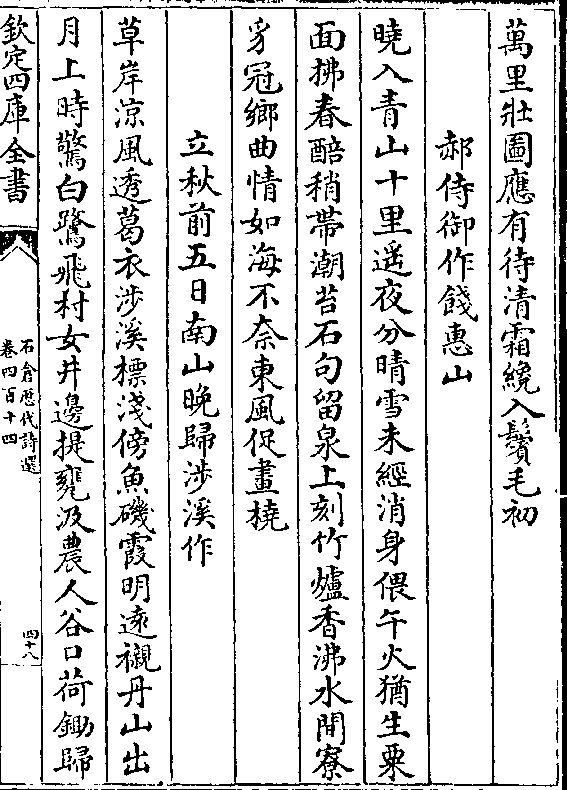 萬里壯圖應有待清霜纔入鬢毛初
郝侍御作餞惠山
曉入青山十里遥夜分晴雪未經消身偎午火猶生粟
面拂春醅稍帶潮苔石句留泉上刻竹爐香沸水間寮
豸冠鄉曲情如海不奈東風促畫橈
立秋前五日南山晚歸涉溪作
草岸涼風透葛衣涉溪標淺傍魚磯霞明遠襯丹山出
月上時驚白鷺飛村女井邊提甕汲農人谷口荷鋤歸
欽定四庫全書
石倉歷代詩選
卷四百十四
四十八